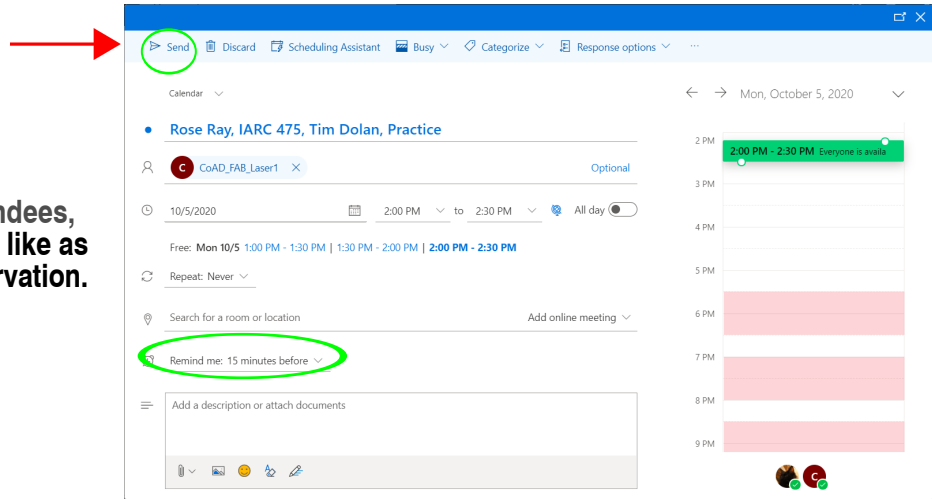 Send Discard Scheduling Assistant Busy Categorize Response options ...
Calendar
Mon, October 5, 2020
Rose Ray, IARC 475, Tim Dolan, Practice
C CoAD_FAB_Laser1 X Optional
10/5/2020 2:00 PM to 2:30 PM All day
Free: Mon 10/5 1:00 PM - 1:30 PM | 1:30 PM - 2:00 PM | 2:00 PM - 2:30 PM
Repeat: Never
Search for a room or location Add online meeting
Remind me: 15 minutes before
Add a description or attach documents
ndees,
like as
rvation.
2 PM
2:00 PM - 2:30 PM Everyone is availa
3 PM
4 PM
5 PM
6 PM
7 PM
8 PM
9 PM
C